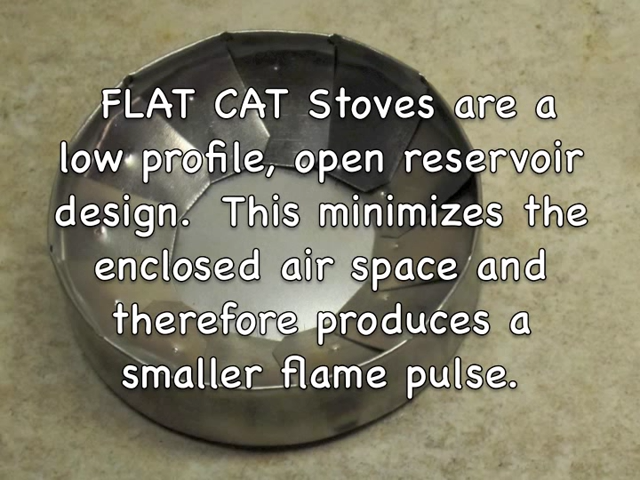 FLAT CAT Stoves are a
low profile, open reservoir
design.  This minimizes the
enclosed air space and
therefore produces a
smaller flame pulse.